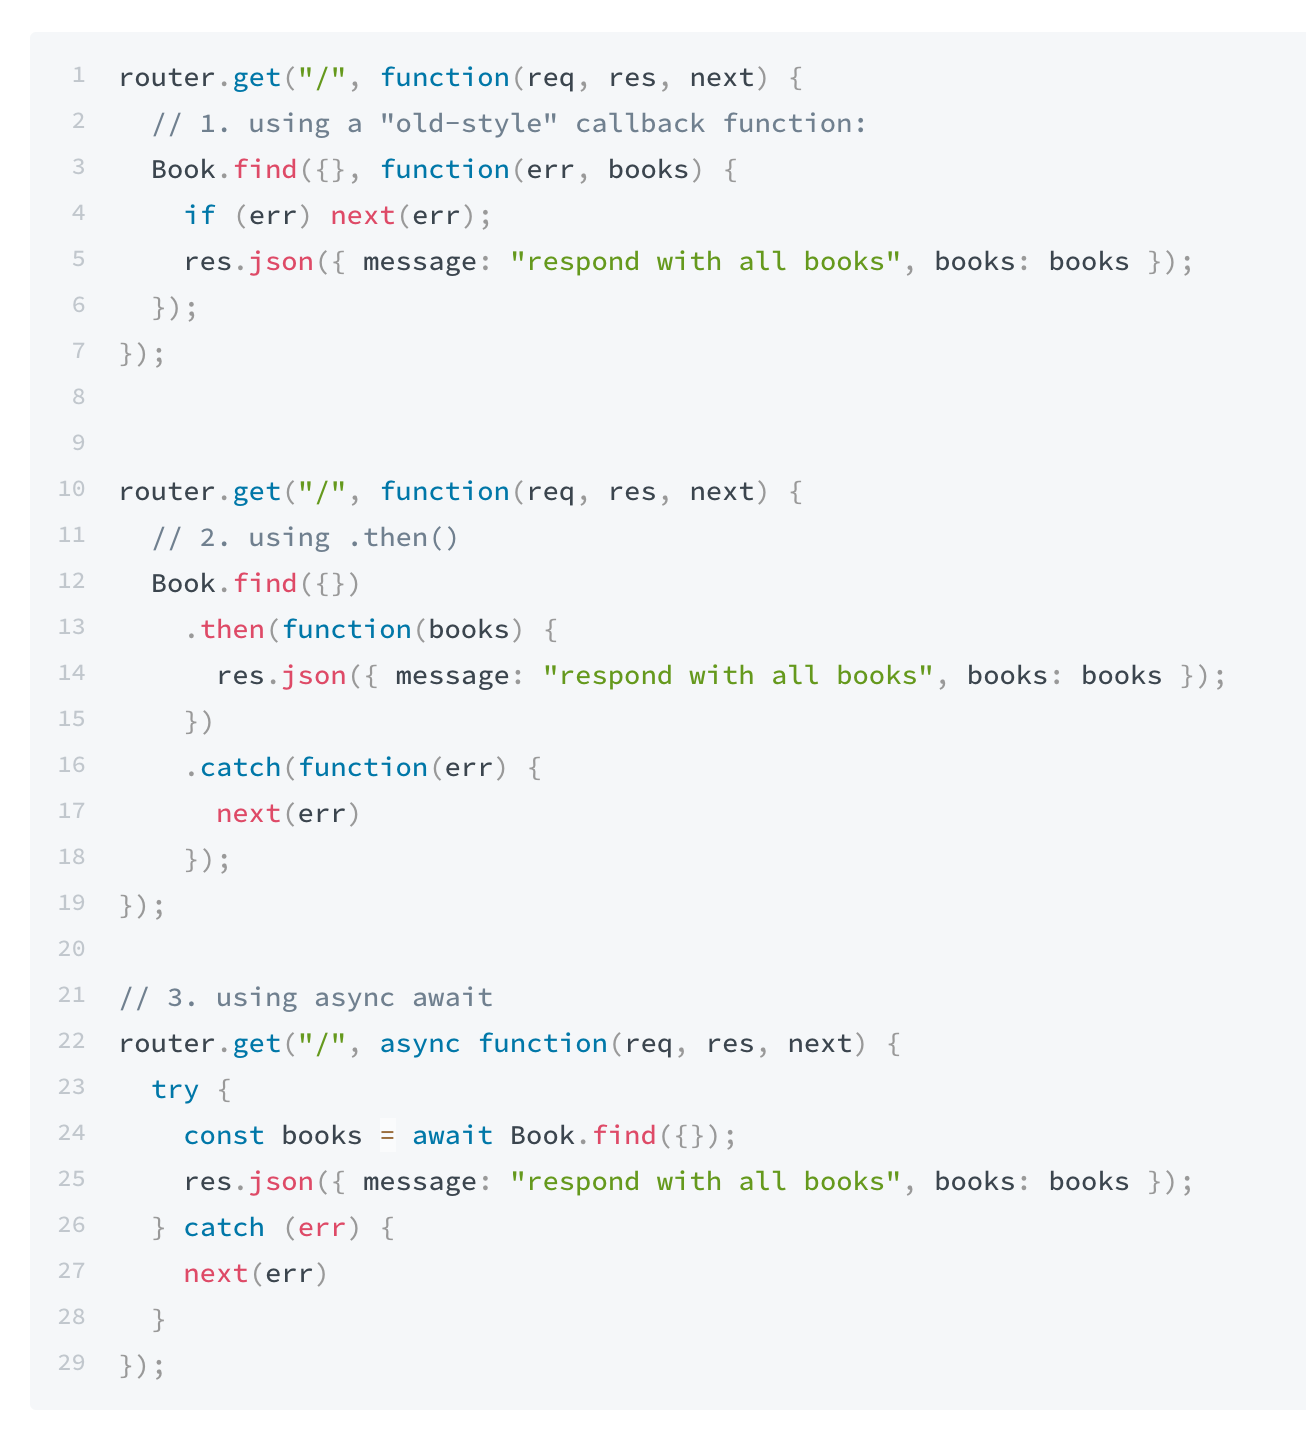 1 router.get("/", function(req, res, next) {
2   // 1. using a "old-style" callback function:
3   Book.find({}, function(err, books) {
4     if (err) next(err);
5     res.json({ message: "respond with all books", books: books });
6   });
7 });
8
9
10 router.get("/", function(req, res, next) {
11   // 2. using .then()
12   Book.find({})
13     .then(function(books) {
14       res.json({ message: "respond with all books", books: books });
15     })
16     .catch(function(err) {
17       next(err)
18     });
19 });
20
21 // 3. using async await
22 router.get("/", async function(req, res, next) {
23   try {
24     const books = await Book.find({});
25     res.json({ message: "respond with all books", books: books });
26   } catch (err) {
27     next(err)
28   }
29 });